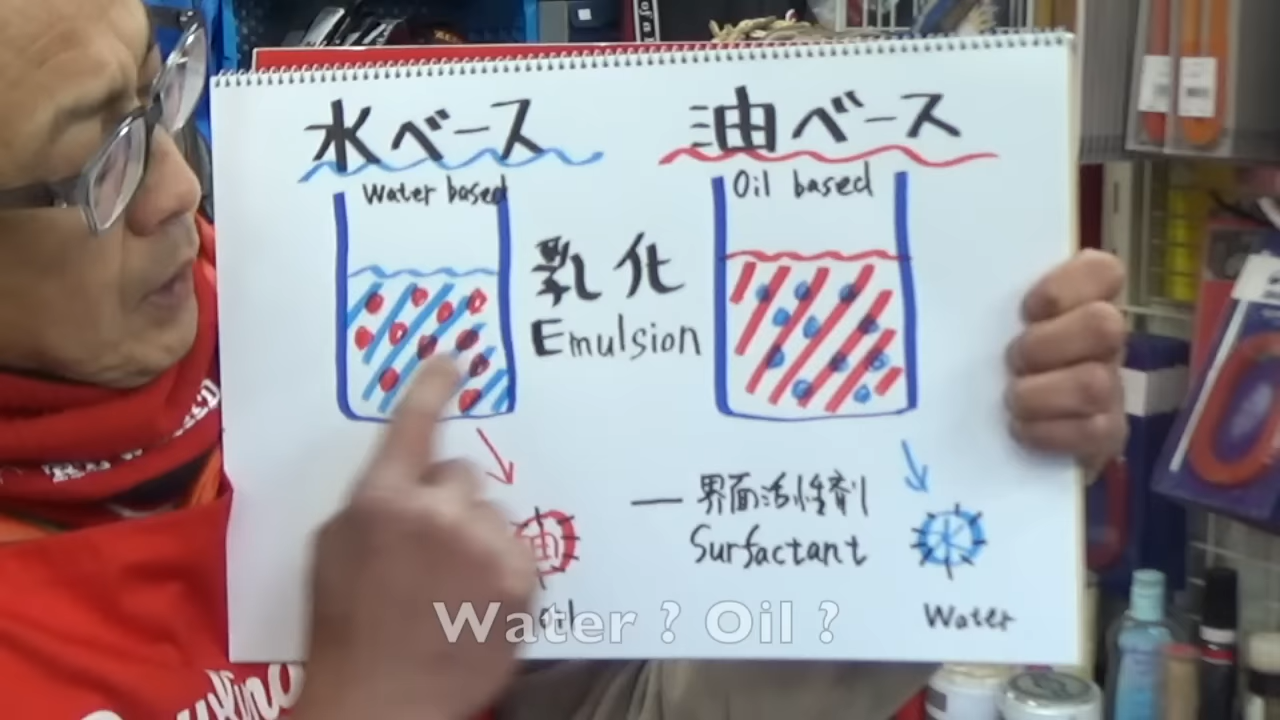 水ベース
Water based
油ベース
Oil based
乳化
Emulsion
界面活性剤
Surfactant
油
oil
水
Water
Water ? Oil ?